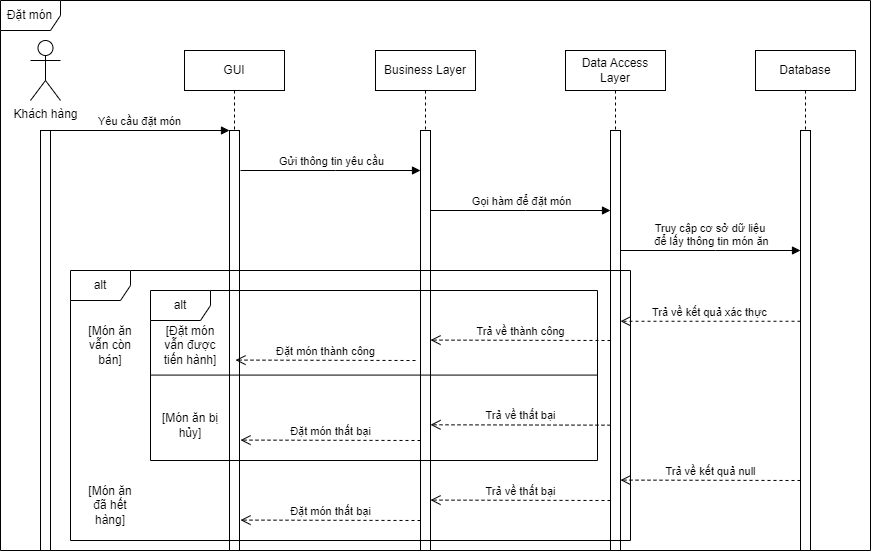 Đặt món
Khách hàng
GUI
Business Layer
Data Access
Layer
Database
Yêu cầu đặt món
Gửi thông tin yêu cầu
Gọi hàm để đặt món
Truy cập cơ sở dữ liệu
để lấy thông tin món ăn
alt
alt
Trả về kết quả xác thực
[Món ăn
vẫn còn
bán]
[Đặt món
vẫn được
tiến hành]
Trả về thành công
Đặt món thành công
[Món ăn bị
hủy]
Trả về thất bại
Đặt món thất bại
Trả về kết quả null
[Món ăn
đã hết
hàng]
Trả về thất bại
Đặt món thất bại